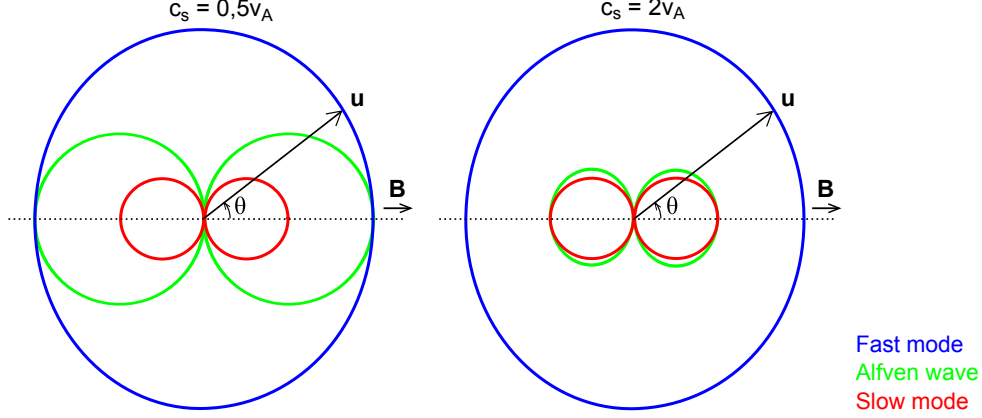 c_s = 0,5v_A
c_s = 2v_A
u
u
B
B
θ
θ
Fast mode
Alfven wave
Slow mode